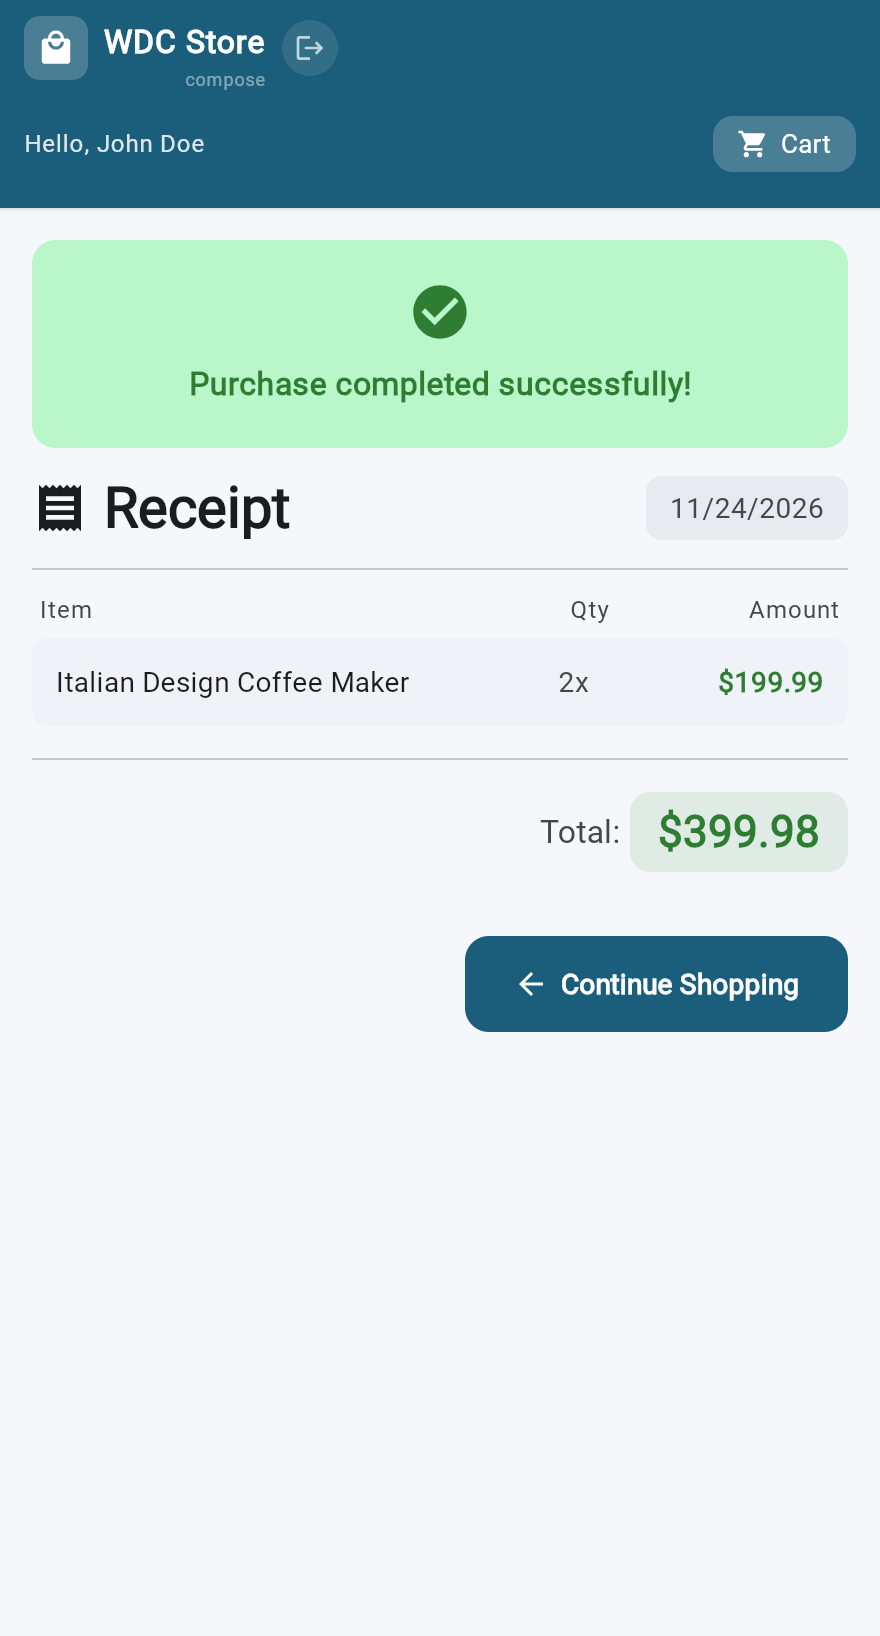 WDC Store
compose
Hello, John Doe
Cart
Purchase completed successfully!
Receipt
11/24/2026
Item Qty Amount
Italian Design Coffee Maker 2x $199.99
Total: $399.98
Continue Shopping